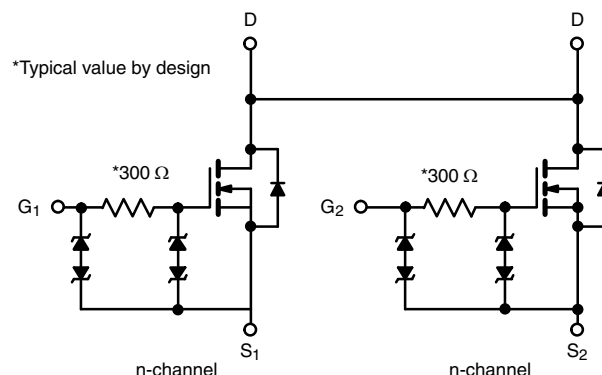 D
D
*Typical value by design
*300 Ω
*300 Ω
G1
G2
S1
S2
n-channel
n-channel